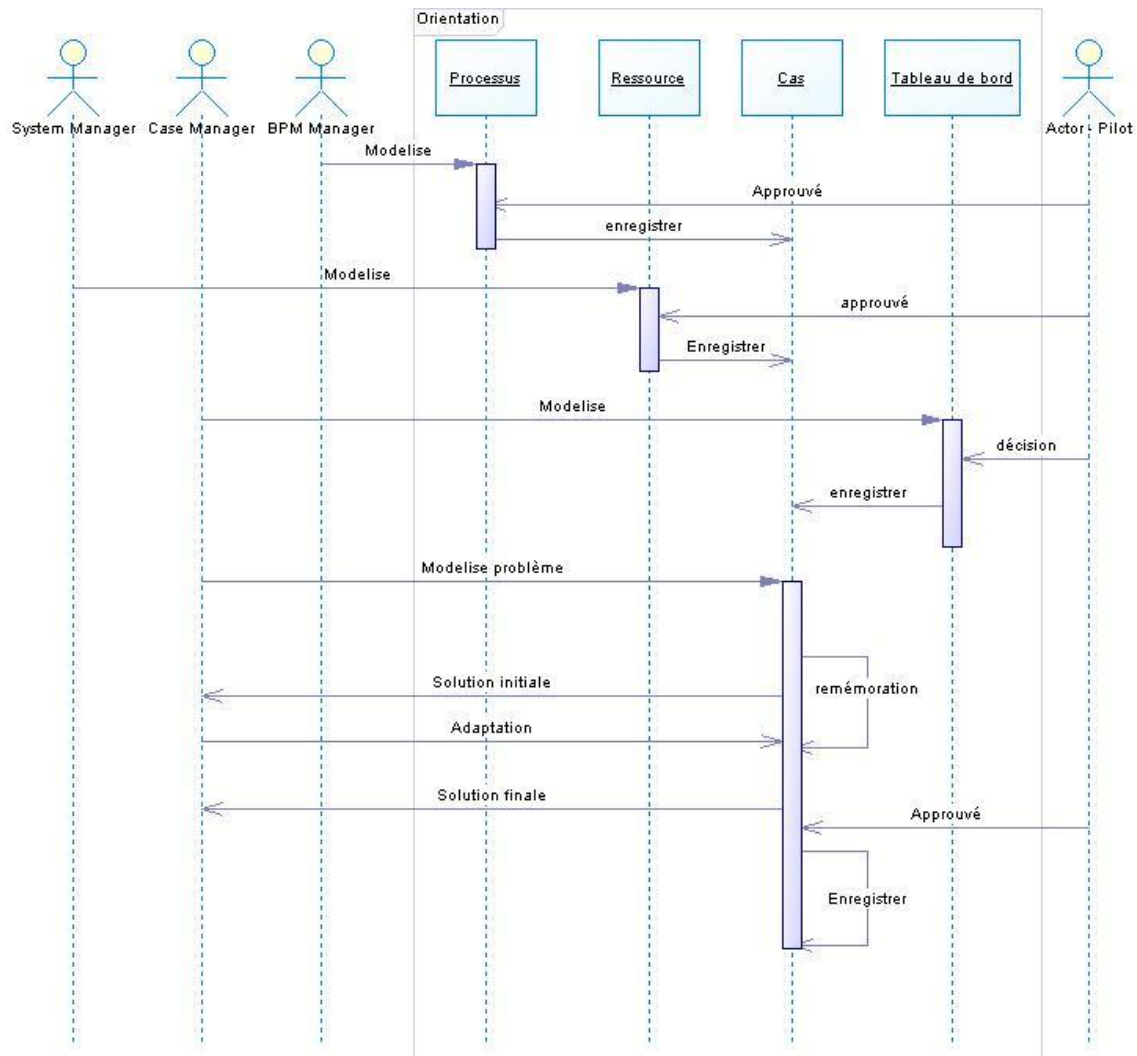 Orientation
Processus
Ressource
Cas
Tableau de bord
System Manager
Case Manager
BPM Manager
Actor - Pilot
Modelise
Approuvé
enregistrer
Modelise
approuvé
Enregistrer
Modelise
décision
enregistrer
Modelise problème
Solution initiale
remémoration
Adaptation
Solution finale
Approuvé
Enregistrer